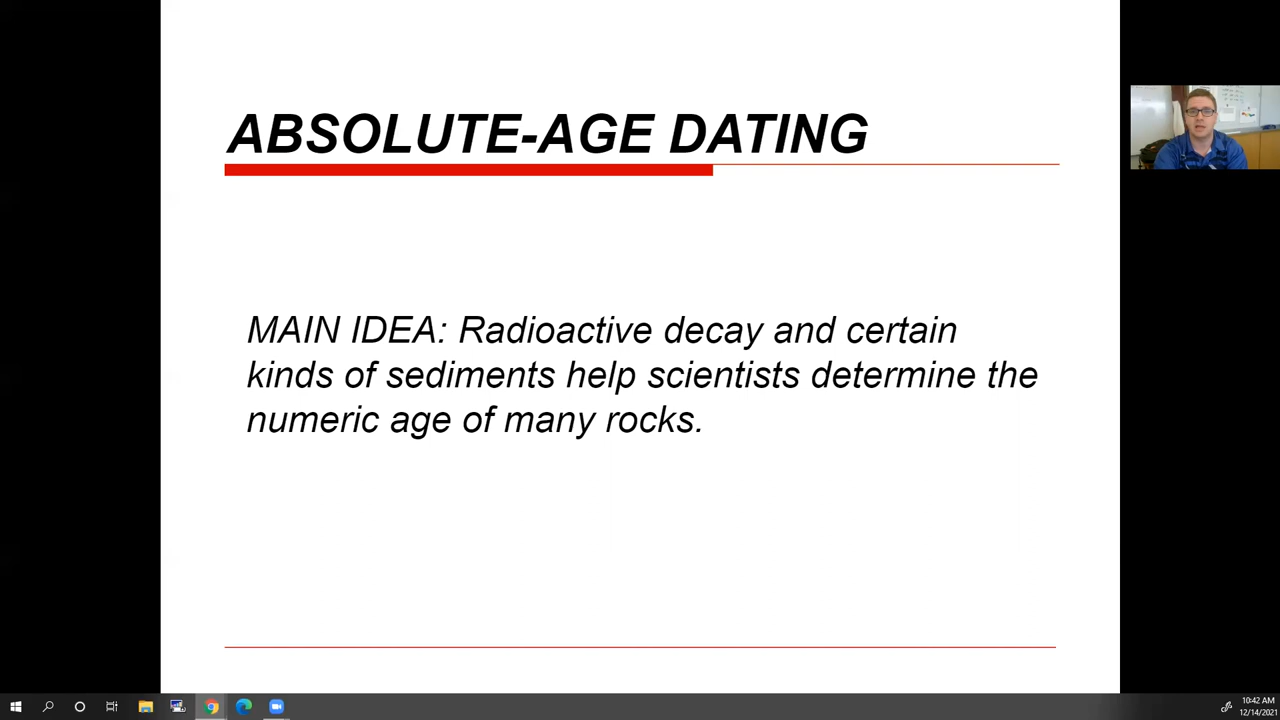 ABSOLUTE-AGE DATING
MAIN IDEA: Radioactive decay and certain
kinds of sediments help scientists determine the
numeric age of many rocks.
10:42 AM
12/14/2021